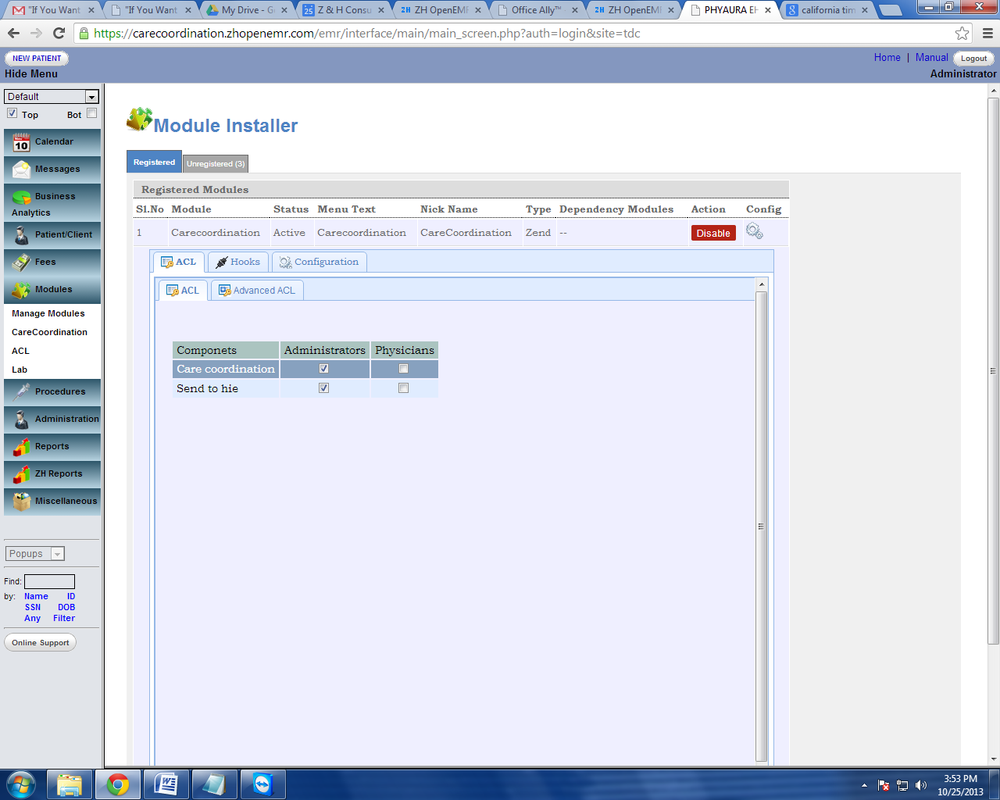 "If You Want
"If You Want
My Drive - G
Z & H Consu
ZH OpenEMF
Office Ally™
ZH OpenEMI
PHYAURA EH
california tim
https://carecoordination.zhopenemr.com/emr/interface/main/main_screen.php?auth=login&site=tdc
NEW PATIENT
Home | Manual Logout
Hide Menu
Administrator
Default
Top Bot
Calendar
Messages
Business
Analytics
Patient/Client
Fees
Modules
Manage Modules
CareCoordination
ACL
Lab
Procedures
Administration
Reports
ZH Reports
Miscellaneous
Popups
Find:
by: Name ID
SSN DOB
Any Filter
Online Support
Module Installer
Registered Unregistered (3)
Registered Modules
Sl.No Module Status Menu Text Nick Name Type Dependency Modules Action Config
1 Carecoordination Active Carecoordination CareCoordination Zend -- Disable
ACL Hooks Configuration
ACL Advanced ACL
Componets Administrators Physicians
Care coordination
Send to hie
3:53 PM
10/25/2013